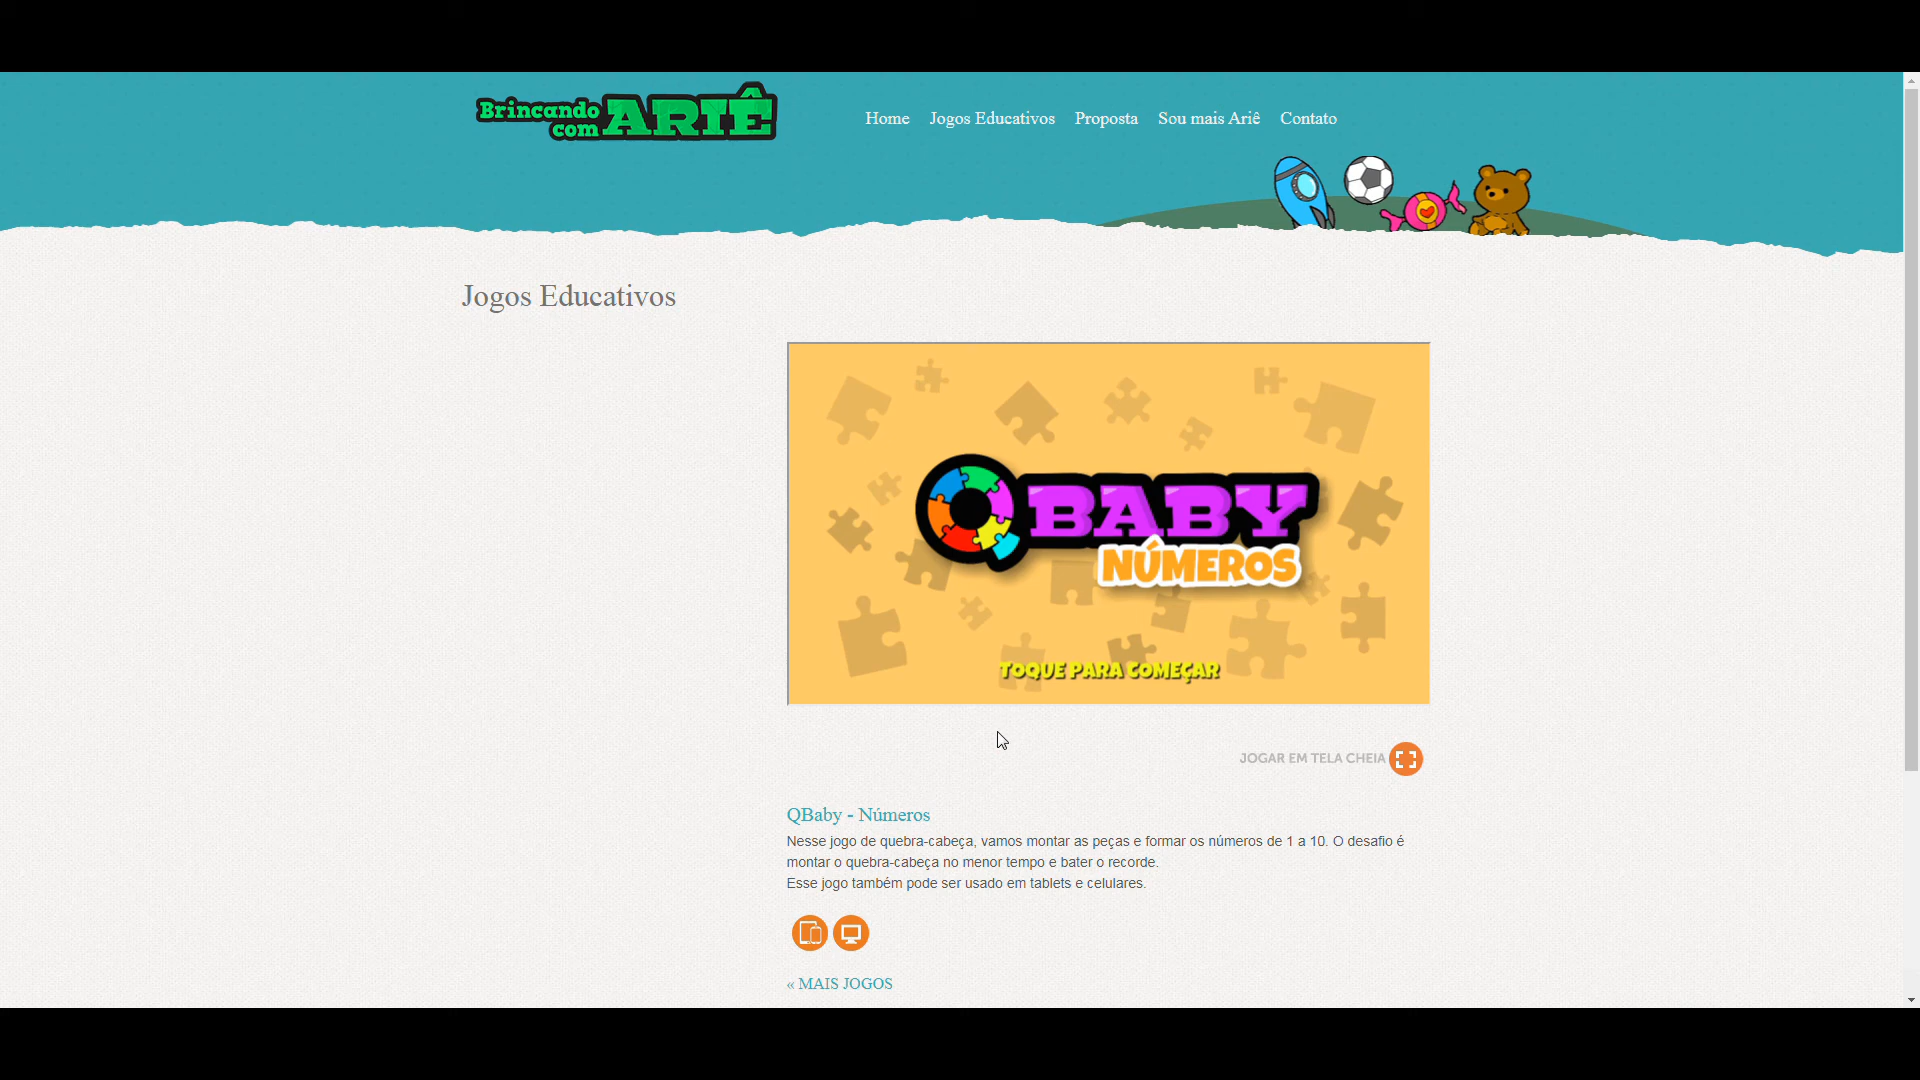 Brincando
com ARIÊ
Home Jogos Educativos Proposta Sou mais Ariê Contato
Jogos Educativos
QBABY
NÚMEROS
TOQUE PARA COMEÇAR
JOGAR EM TELA CHEIA
QBaby - Números
Nesse jogo de quebra-cabeça, vamos montar as peças e formar os números de 1 a 10. O desafio é
montar o quebra-cabeça no menor tempo e bater o recorde.
Esse jogo também pode ser usado em tablets e celulares.
« MAIS JOGOS